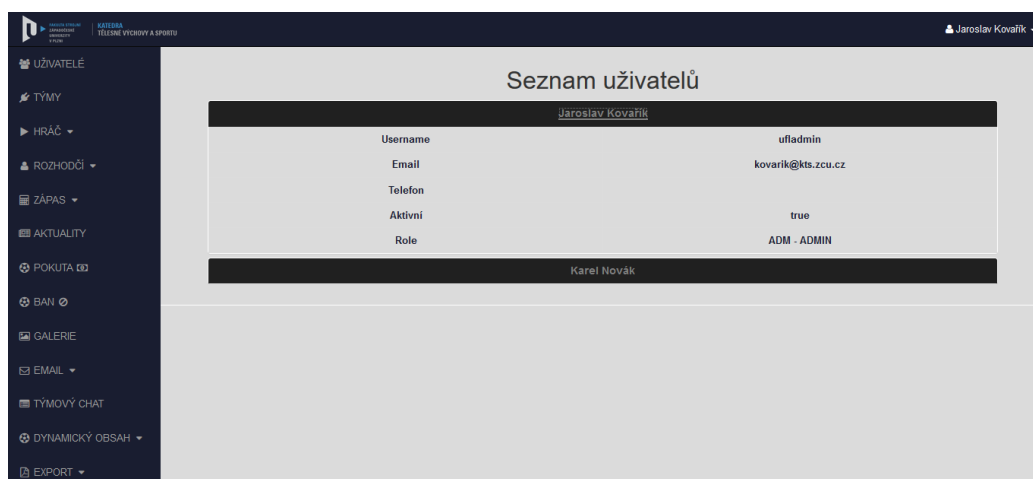 KATEDRA
TĚLESNÉ VÝCHOVY A SPORTU
Jaroslav Kovařík
UŽIVATELÉ
TÝMY
HRÁČ
ROZHODČÍ
ZÁPAS
AKTUALITY
POKUTA
BAN
GALERIE
EMAIL
TÝMOVÝ CHAT
DYNAMICKÝ OBSAH
EXPORT
Seznam uživatelů
Jaroslav Kovařík
Username ufladmin
Email kovarik@kts.zcu.cz
Telefon
Aktivní true
Role ADM - ADMIN
Karel Novák